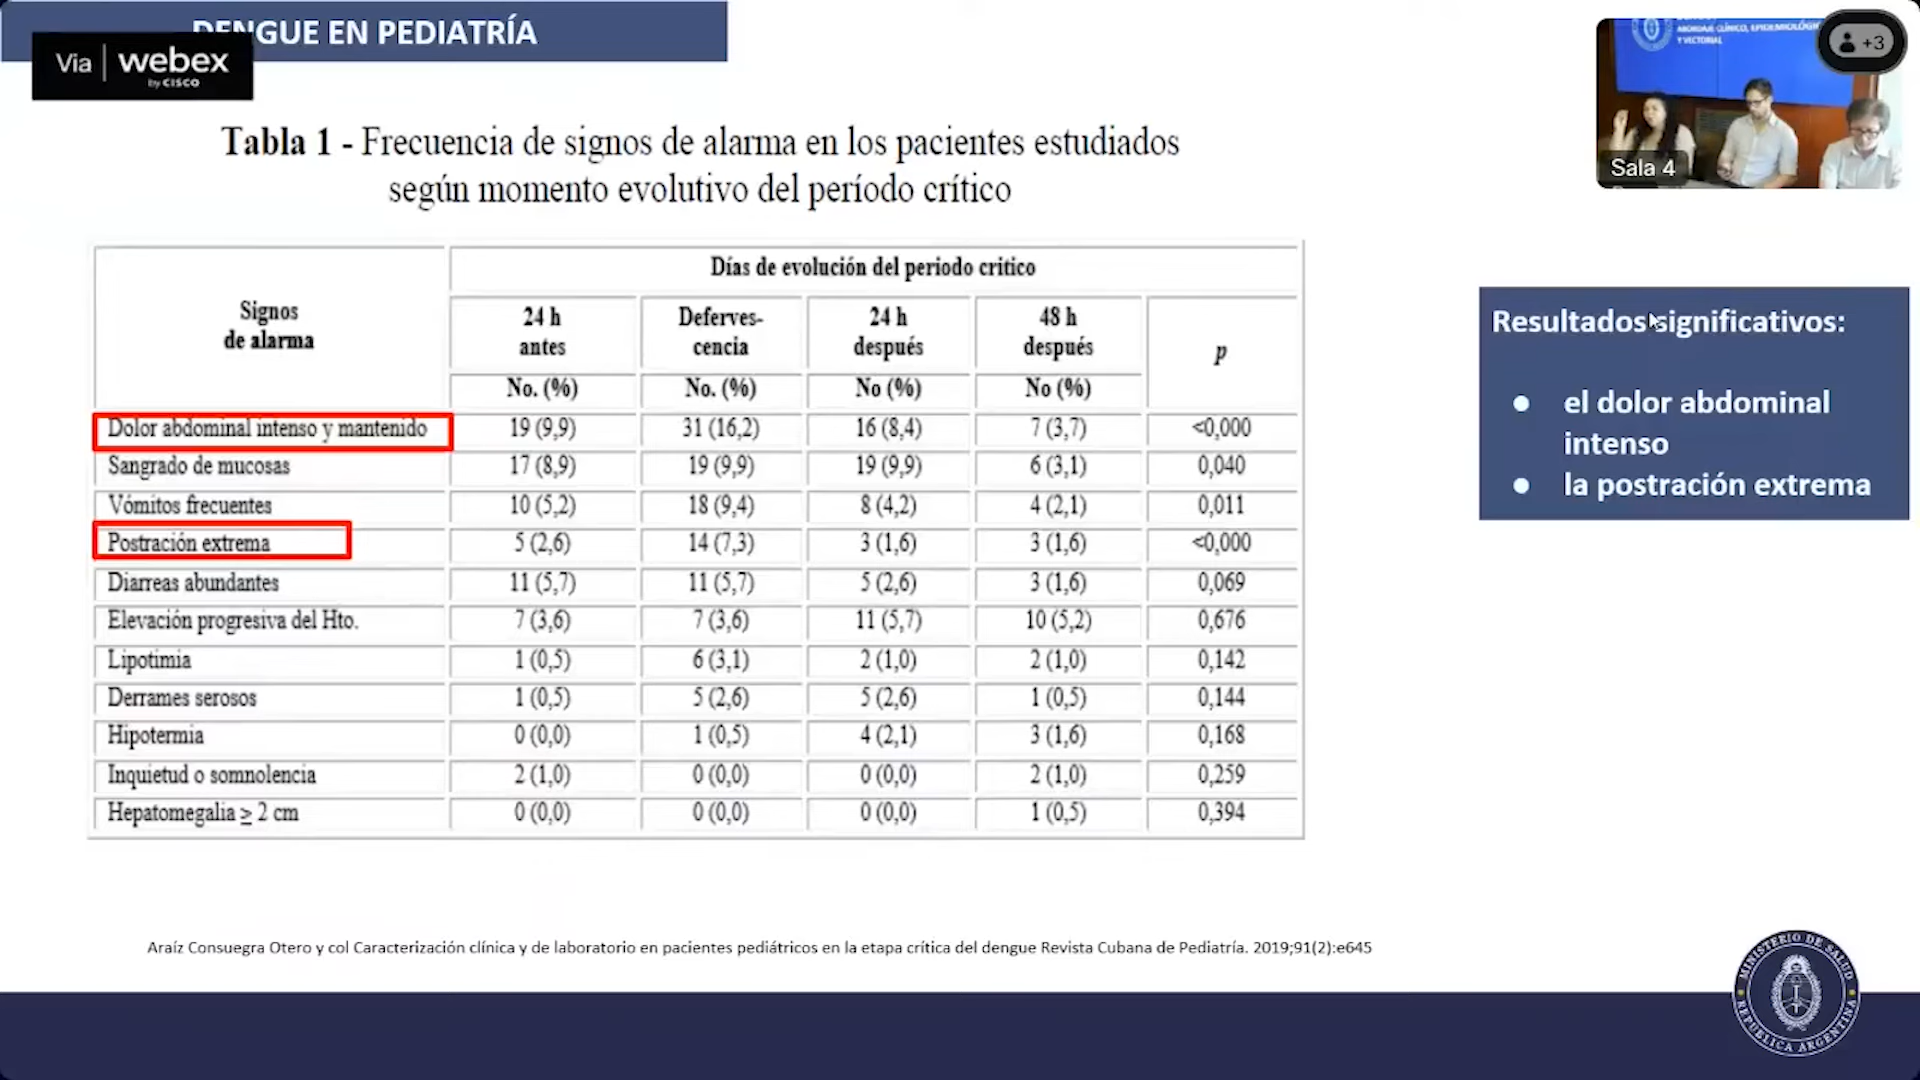 DENGUE EN PEDIATRÍA
Via webex
by CISCO
ABORDAJE CLÍNICO, EPIDEMIOLÓGICO
Y VECTORIAL
+3
Sala 4
Tabla 1 - Frecuencia de signos de alarma en los pacientes estudiados
según momento evolutivo del período crítico
Signos de alarma | Días de evolución del periodo critico
24 h antes | Deferves-cencia | 24 h después | 48 h después | p
No. (%) | No. (%) | No (%) | No (%)
Dolor abdominal intenso y mantenido | 19 (9,9) | 31 (16,2) | 16 (8,4) | 7 (3,7) | <0,000
Sangrado de mucosas | 17 (8,9) | 19 (9,9) | 19 (9,9) | 6 (3,1) | 0,040
Vómitos frecuentes | 10 (5,2) | 18 (9,4) | 8 (4,2) | 4 (2,1) | 0,011
Postración extrema | 5 (2,6) | 14 (7,3) | 3 (1,6) | 3 (1,6) | <0,000
Diarreas abundantes | 11 (5,7) | 11 (5,7) | 5 (2,6) | 3 (1,6) | 0,069
Elevación progresiva del Hto. | 7 (3,6) | 7 (3,6) | 11 (5,7) | 10 (5,2) | 0,676
Lipotimia | 1 (0,5) | 6 (3,1) | 2 (1,0) | 2 (1,0) | 0,142
Derrames serosos | 1 (0,5) | 5 (2,6) | 5 (2,6) | 1 (0,5) | 0,144
Hipotermia | 0 (0,0) | 1 (0,5) | 4 (2,1) | 3 (1,6) | 0,168
Inquietud o somnolencia | 2 (1,0) | 0 (0,0) | 0 (0,0) | 2 (1,0) | 0,259
Hepatomegalia ≥ 2 cm | 0 (0,0) | 0 (0,0) | 0 (0,0) | 1 (0,5) | 0,394
Resultados significativos:
● el dolor abdominal
intenso
● la postración extrema
Araíz Consuegra Otero y col Caracterización clínica y de laboratorio en pacientes pediátricos en la etapa crítica del dengue Revista Cubana de Pediatría. 2019;91(2):e645
MINISTERIO DE SALUD
REPUBLICA ARGENTINA